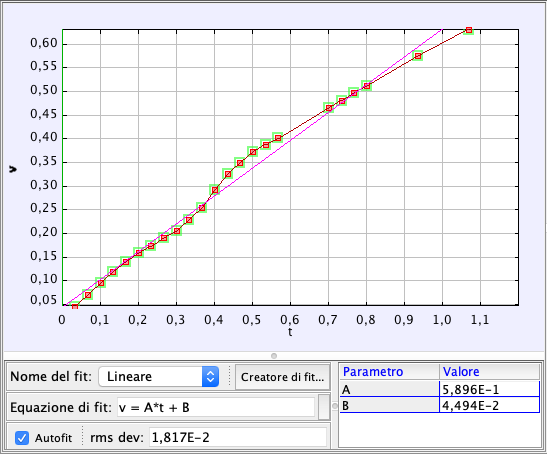 0,60
0,55
0,50
0,45
0,40
0,35
0,30
0,25
0,20
0,15
0,10
0,05
v
0 0,1 0,2 0,3 0,4 0,5 0,6 0,7 0,8 0,9 1,0 1,1
t
Nome del fit: Lineare Creatore di fit...
Equazione di fit: v = A*t + B
Autofit rms dev: 1,817E-2
Parametro Valore
A 5,896E-1
B 4,494E-2